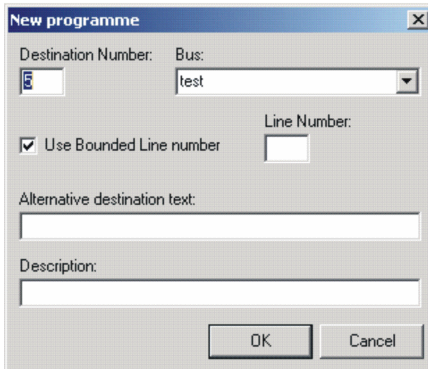 New programme
Destination Number: Bus:
5 test
Line Number:
Use Bounded Line number
Alternative destination text:
Description:
OK Cancel